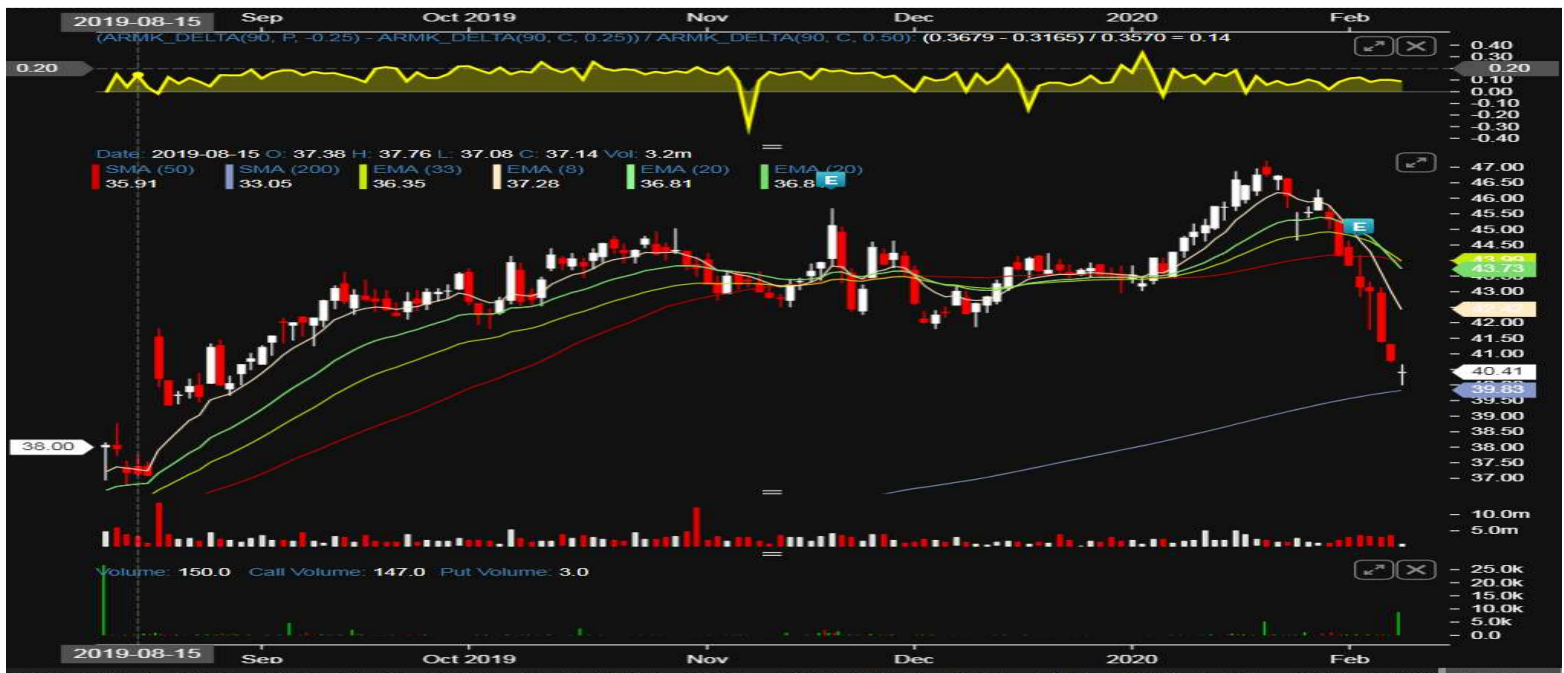 2019-08-15 Sep Oct 2019 Nov Dec 2020 Feb
(ARMK_DELTA(90, P, -0.25) - ARMK_DELTA(90, C, 0.25)) / ARMK_DELTA(90, C, 0.50): (0.3679 - 0.3165) / 0.3570 = 0.14
0.40
0.30
0.20 0.20
0.10
0.00
-0.10
-0.20
-0.30
-0.40
Date: 2019-08-15 O: 37.38 H: 37.76 L: 37.08 C: 37.14 Vol: 3.2m
SMA (50) SMA (200) EMA (33) EMA (8) EMA (20) EMA (20)
35.91 33.05 36.35 37.28 36.81 36.8
E
47.00
46.50
46.00
45.50
E
45.00
44.50
43.99
43.73
43.00
42.42
42.00
41.50
41.00
40.41
39.83
39.50
39.00
38.50
38.00 38.00
37.50
37.00
10.0m
5.0m
Volume: 150.0 Call Volume: 147.0 Put Volume: 3.0
25.0k
20.0k
15.0k
10.0k
5.0k
0.0
2019-08-15 Sep Oct 2019 Nov Dec 2020 Feb